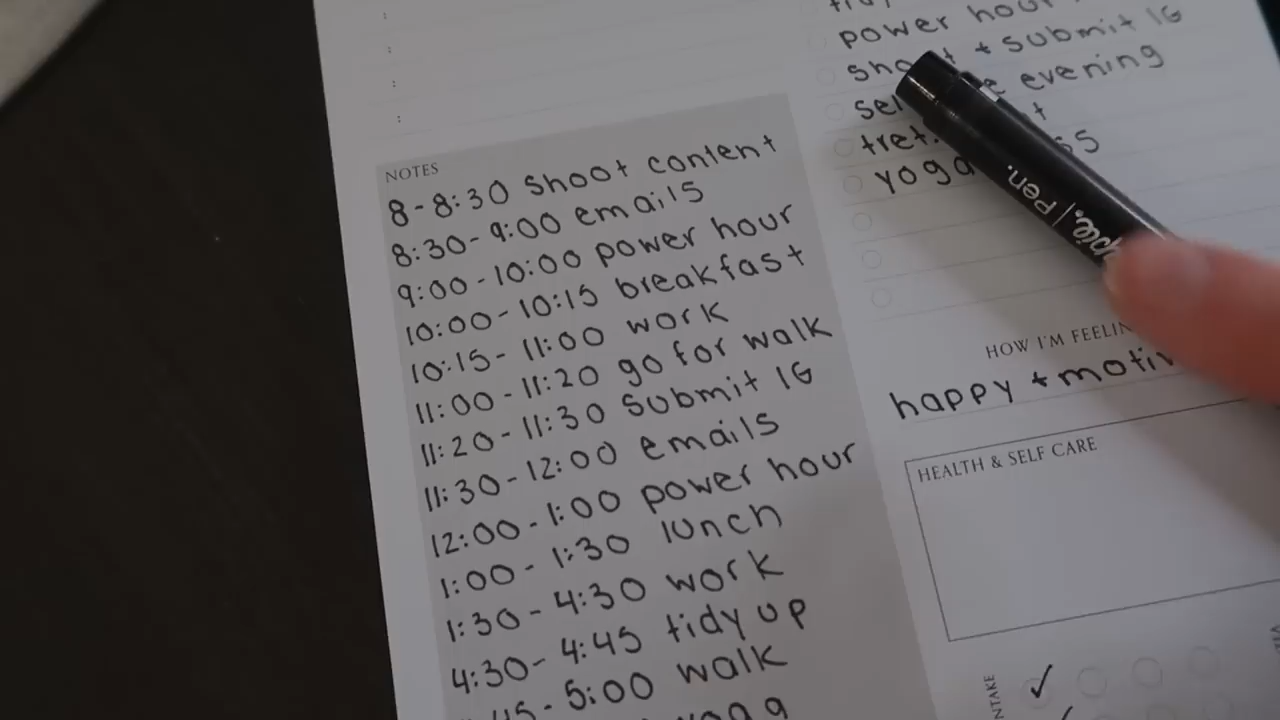 NOTES
8-8:30 shoot content
8:30-9:00 emails
9:00-10:00 power hour
10:00-10:15 breakfast
10:15-11:00 work
11:00-11:20 go for walk
11:20-11:30 submit IG
11:30-12:00 emails
12:00-1:00 power hour
1:00-1:30 lunch
1:30-4:30 work
4:30-4:45 tidy up
45-5:00 walk
power hour
+ submit IG
evening
yoga
Pen.
HOW I'M
happy +
HEALTH & SELF CARE